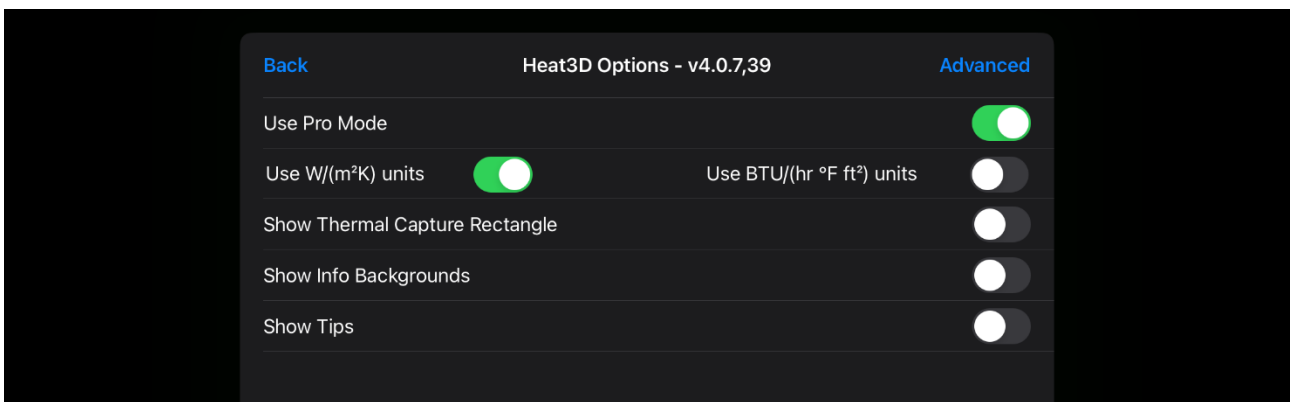 Back Heat3D Options - v4.0.7,39 Advanced
Use Pro Mode
Use W/(m²K) units Use BTU/(hr ºF ft²) units
Show Thermal Capture Rectangle
Show Info Backgrounds
Show Tips